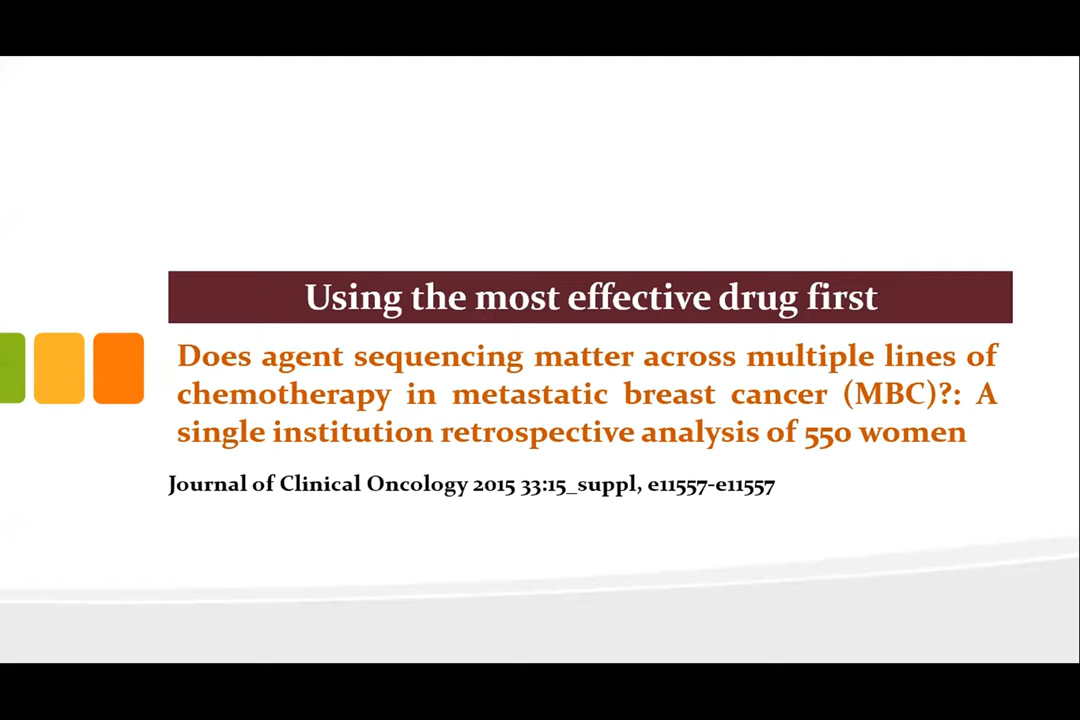 Using the most effective drug first
Does agent sequencing matter across multiple lines of
chemotherapy in metastatic breast cancer (MBC)?: A
single institution retrospective analysis of 550 women
Journal of Clinical Oncology 2015 33:15_suppl, e11557-e11557